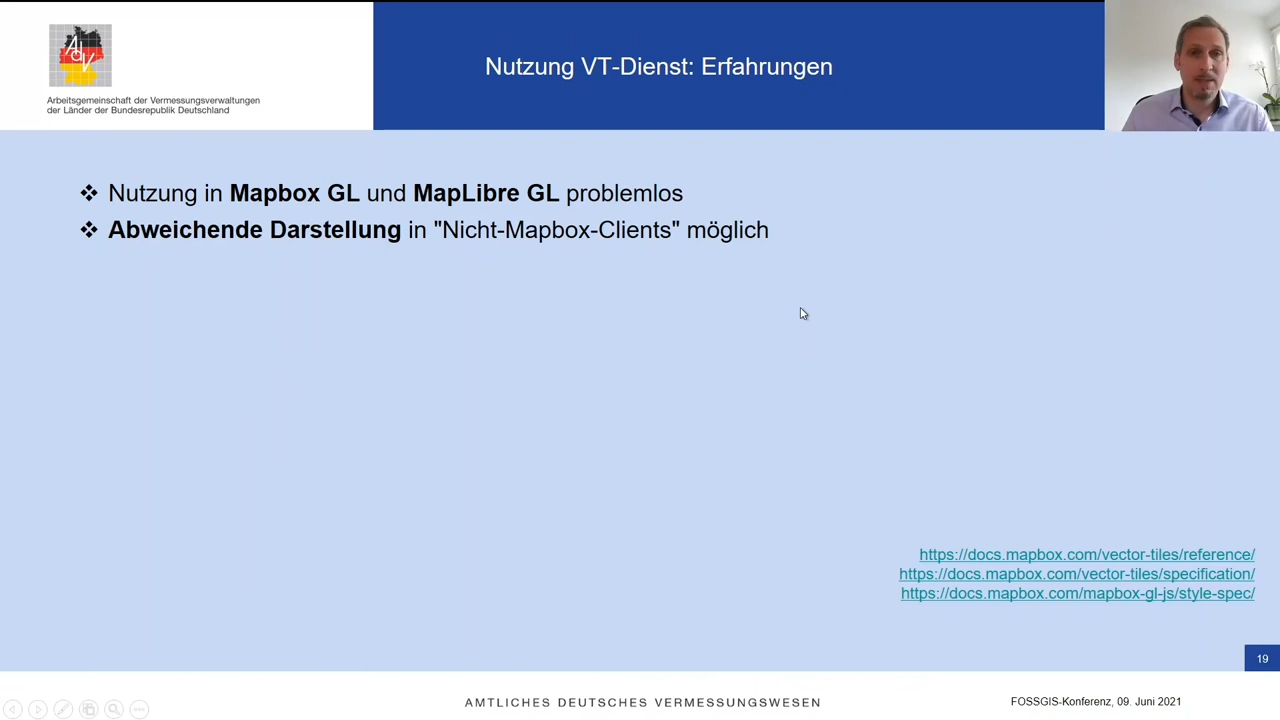 AdV
Arbeitsgemeinschaft der Vermessungsverwaltungen
der Länder der Bundesrepublik Deutschland
Nutzung VT-Dienst: Erfahrungen
❖ Nutzung in Mapbox GL und MapLibre GL problemlos
❖ Abweichende Darstellung in "Nicht-Mapbox-Clients" möglich
https://docs.mapbox.com/vector-tiles/reference/
https://docs.mapbox.com/vector-tiles/specification/
https://docs.mapbox.com/mapbox-gl-js/style-spec/
19
AMTLICHES DEUTSCHES VERMESSUNGSWESEN
FOSSGIS-Konferenz, 09. Juni 2021